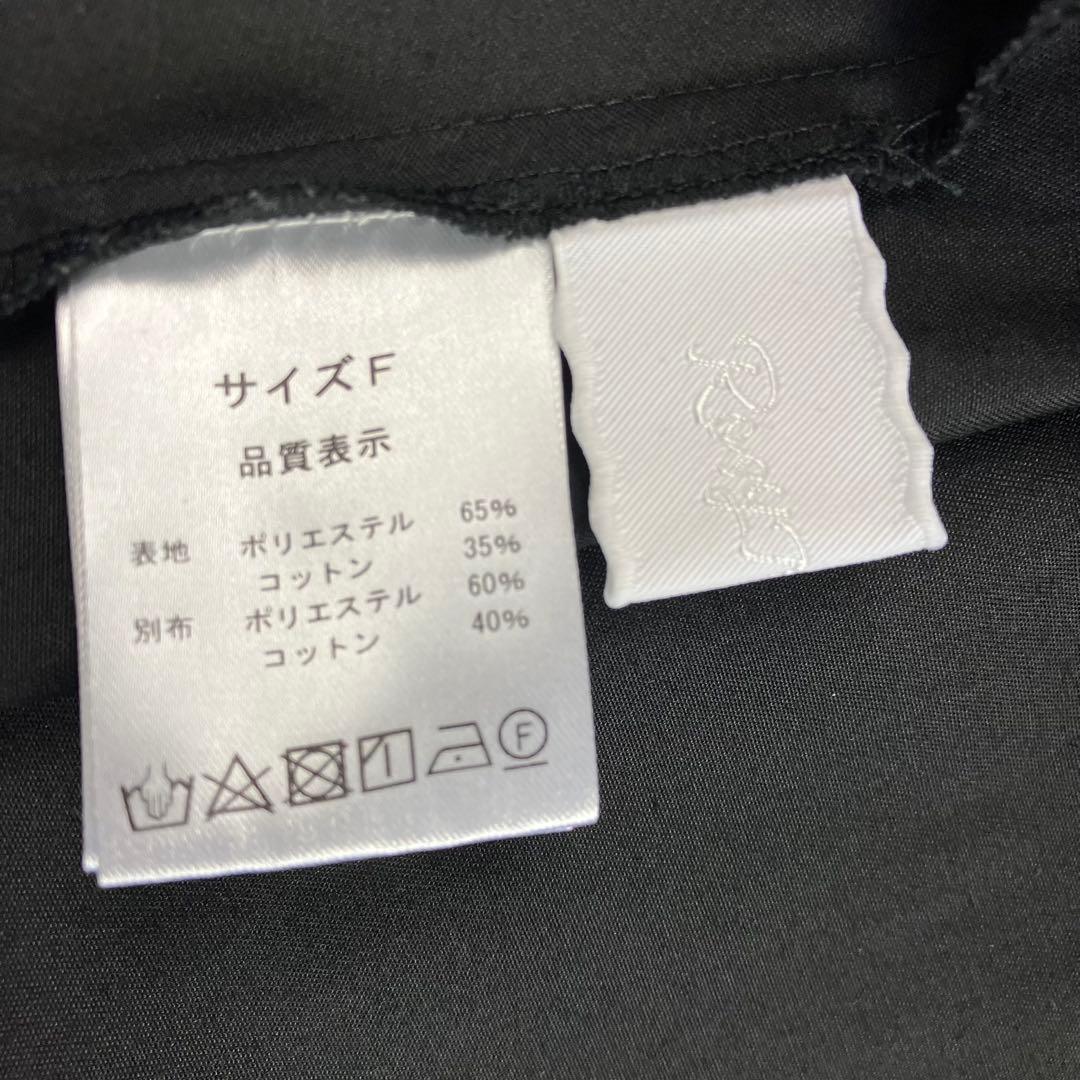 サイズF
品質表示
表地 ポリエステル 65%
コットン 35%
別布 ポリエステル 60%
コットン 40%
F